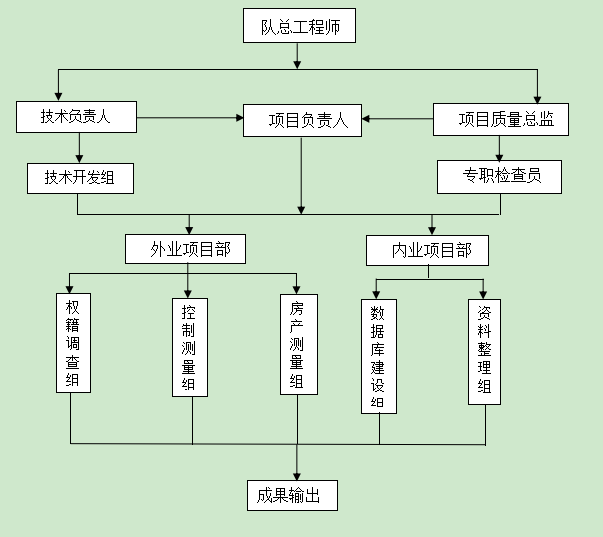 队总工程师
技术负责人
项目负责人
项目质量总监
技术开发组
专职检查员
外业项目部
内业项目部
权籍调查组
控制测量组
房产测量组
数据库建设组
资料整理组
成果输出